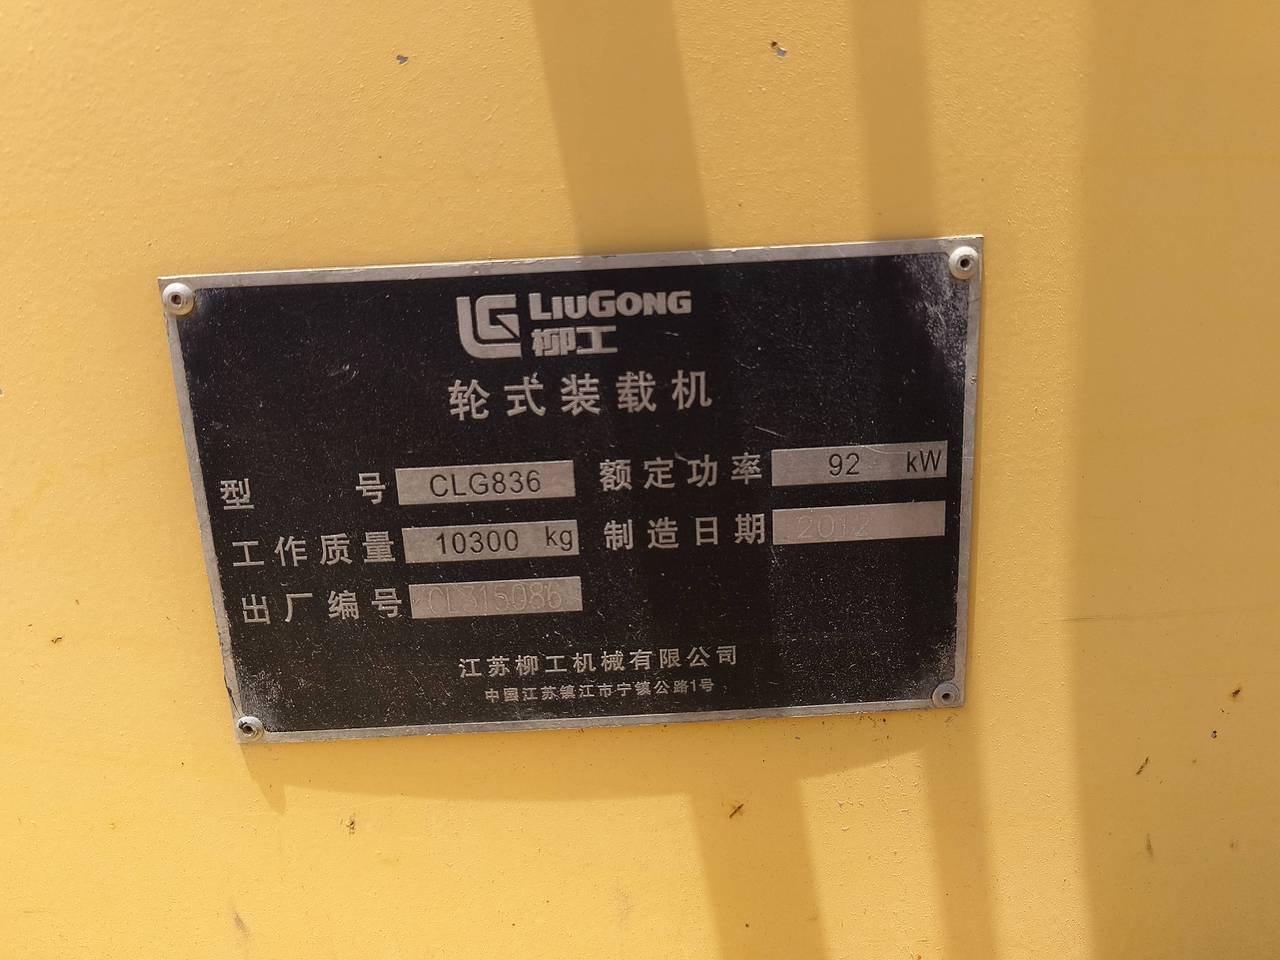 LG LIUGONG
柳工
轮式装载机
型 号 CLG836 额定功率 92 kW
工作质量 10300 kg 制造日期 2012
出厂编号 CL315086
江苏柳工机械有限公司
中国江苏镇江市宁镇公路1号